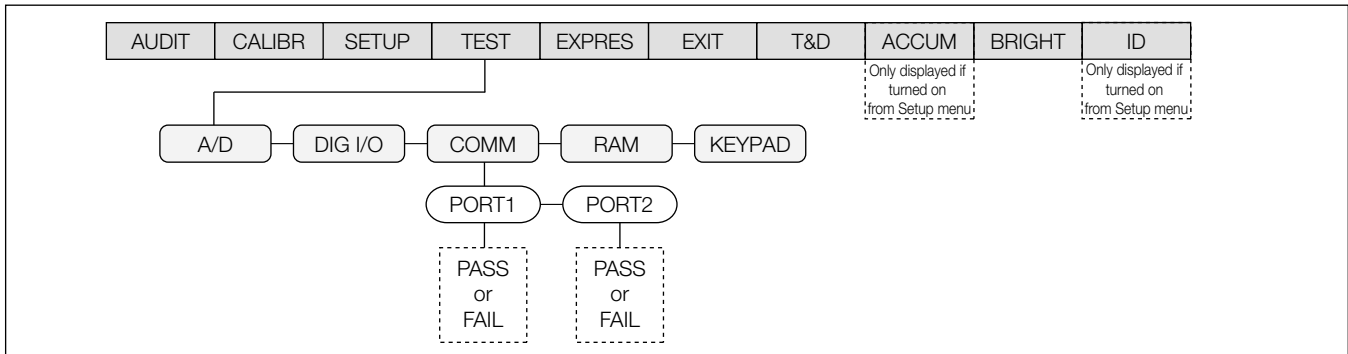 AUDIT CALIBR SETUP TEST EXPRES EXIT T&D ACCUM BRIGHT ID
Only displayed if
turned on
from Setup menu
Only displayed if
turned on
from Setup menu
A/D DIG I/O COMM RAM KEYPAD
PORT1 PORT2
PASS
or
FAIL
PASS
or
FAIL